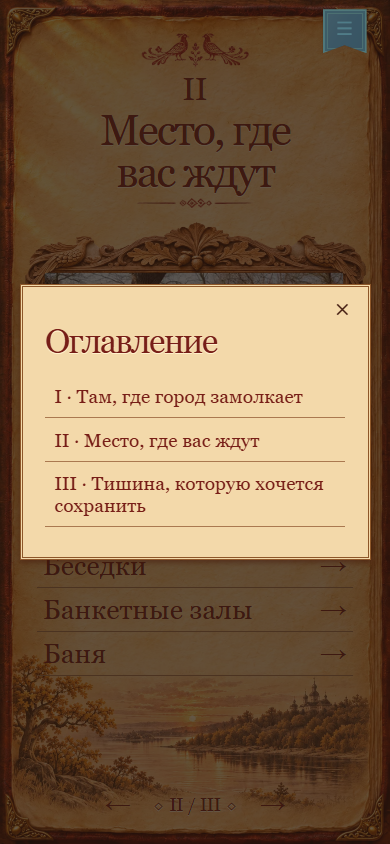 II
Место, где
вас ждут
Оглавление
I · Там, где город замолкает
II · Место, где вас ждут
III · Тишина, которую хочется
сохранить
Беседки
Банкетные залы
Баня
II / III